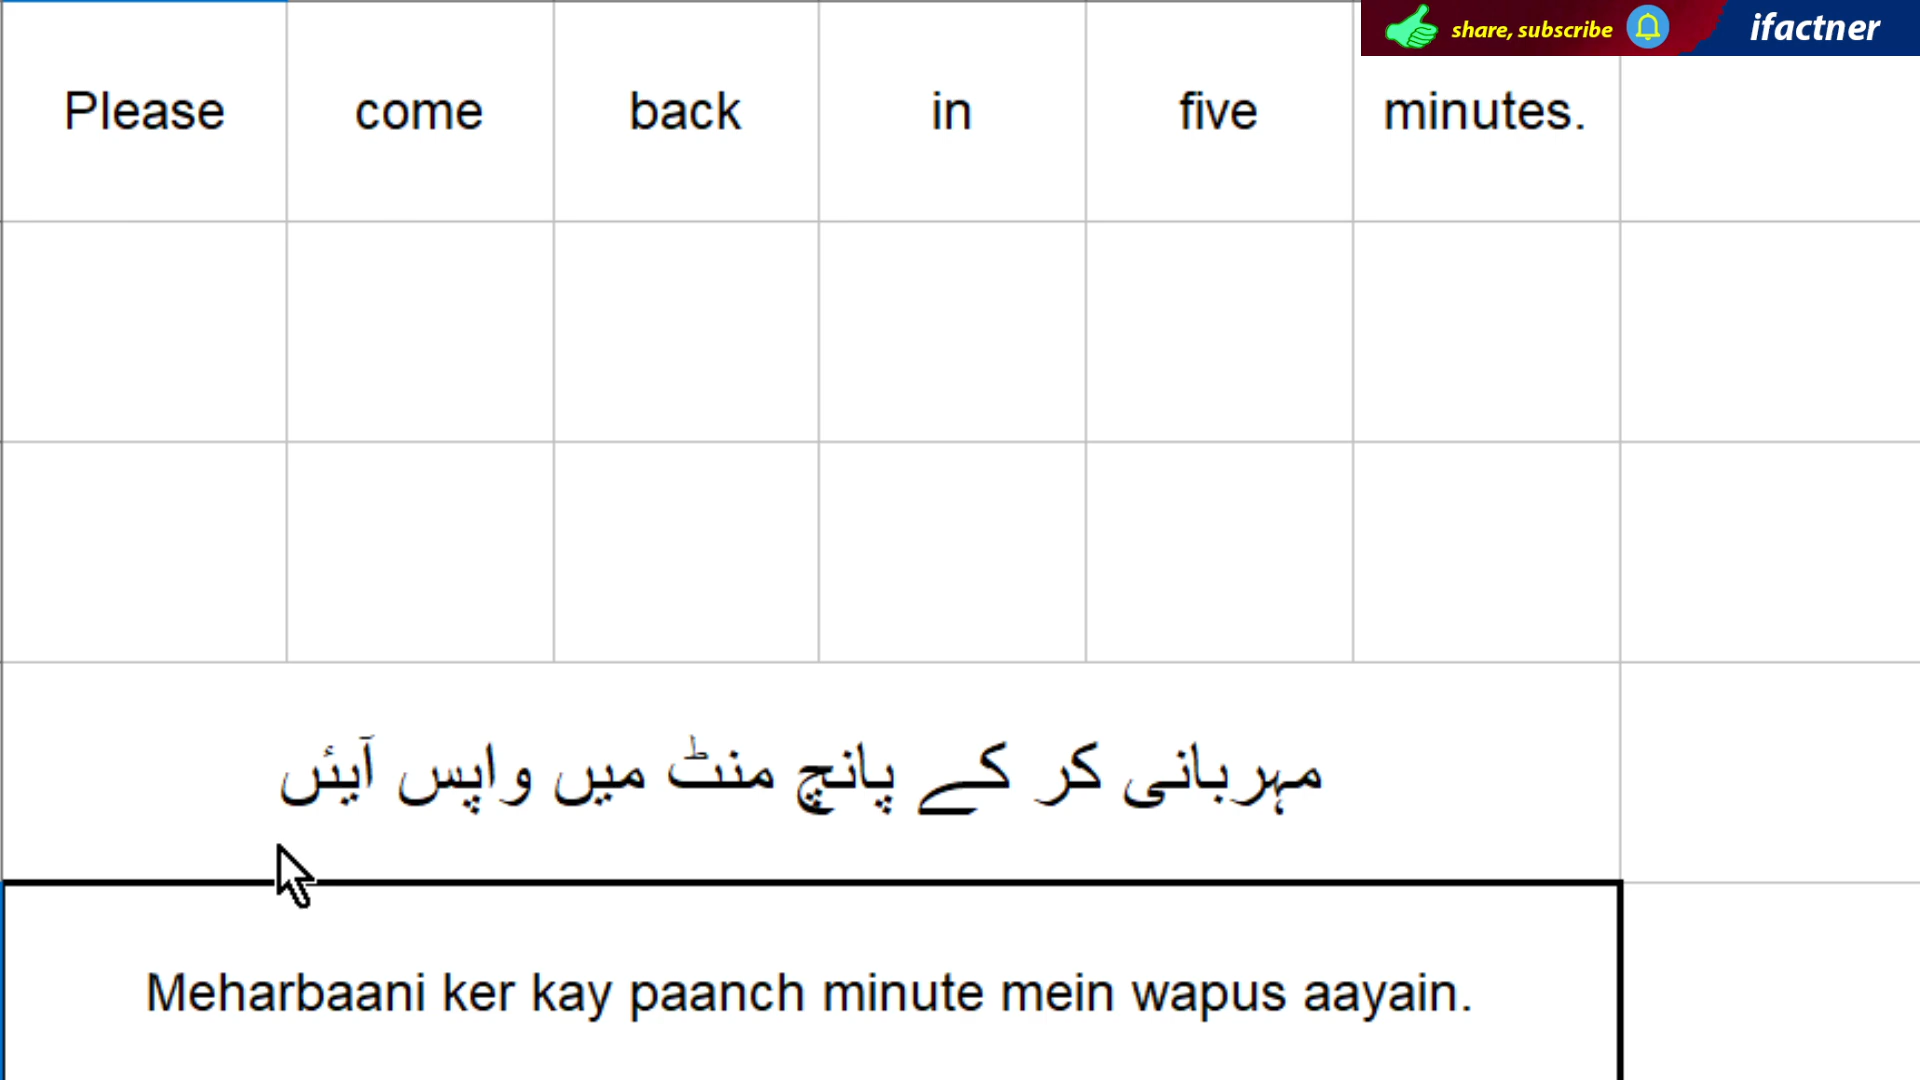 share, subscribe ifactner
Please come back in five minutes.
مہربانی کر کے پانچ منٹ میں واپس آیئں
Meharbaani ker kay paanch minute mein wapus aayain.